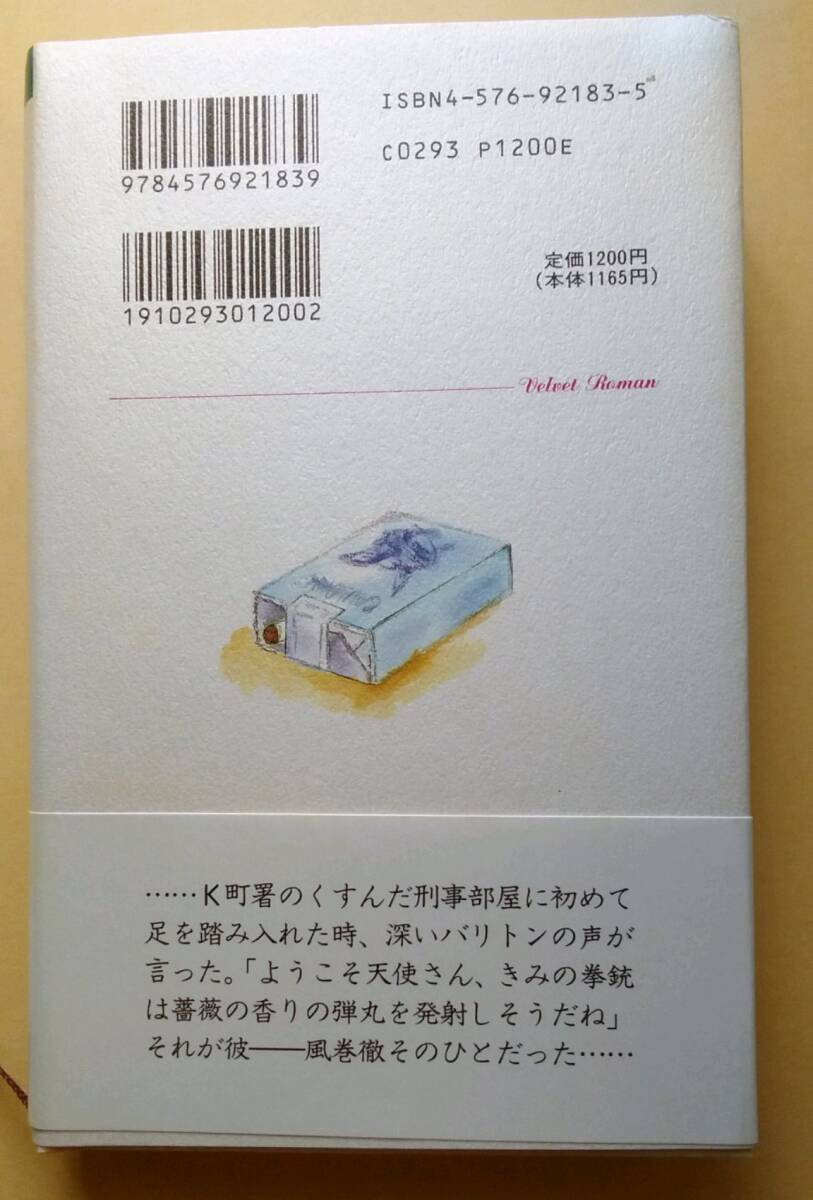 ISBN4-576-92183-5
C0293 P1200E
9784576921839
定価1200円
(本体1165円)
1910293012002
Velvet Roman
……K町署のくすんだ刑事部屋に初めて
足を踏み入れた時、深いバリトンの声が
言った。「ようこそ天使さん、きみの拳銃
は薔薇の香りの弾丸を発射しそうだね」
それが彼――風巻徹そのひとだった……